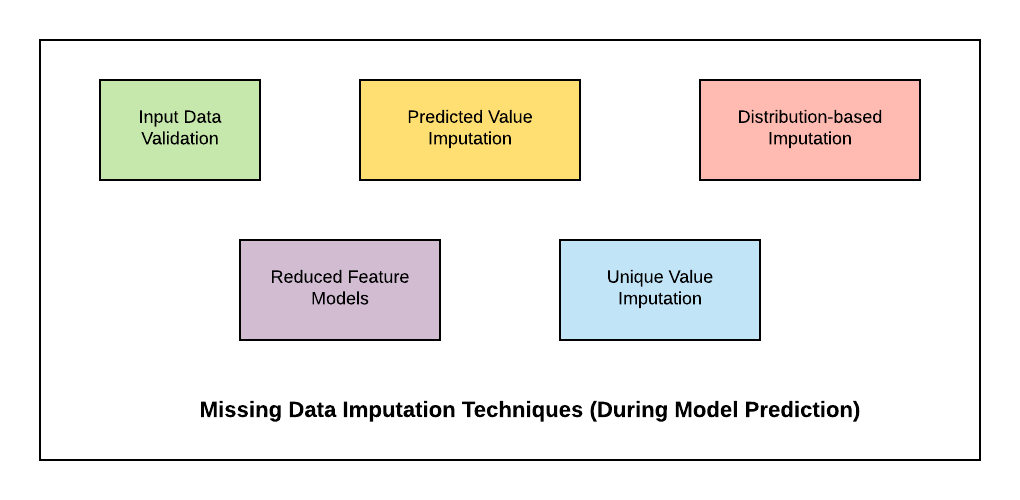 Input Data
Validation
Predicted Value
Imputation
Distribution-based
Imputation
Reduced Feature
Models
Unique Value
Imputation
Missing Data Imputation Techniques (During Model Prediction)